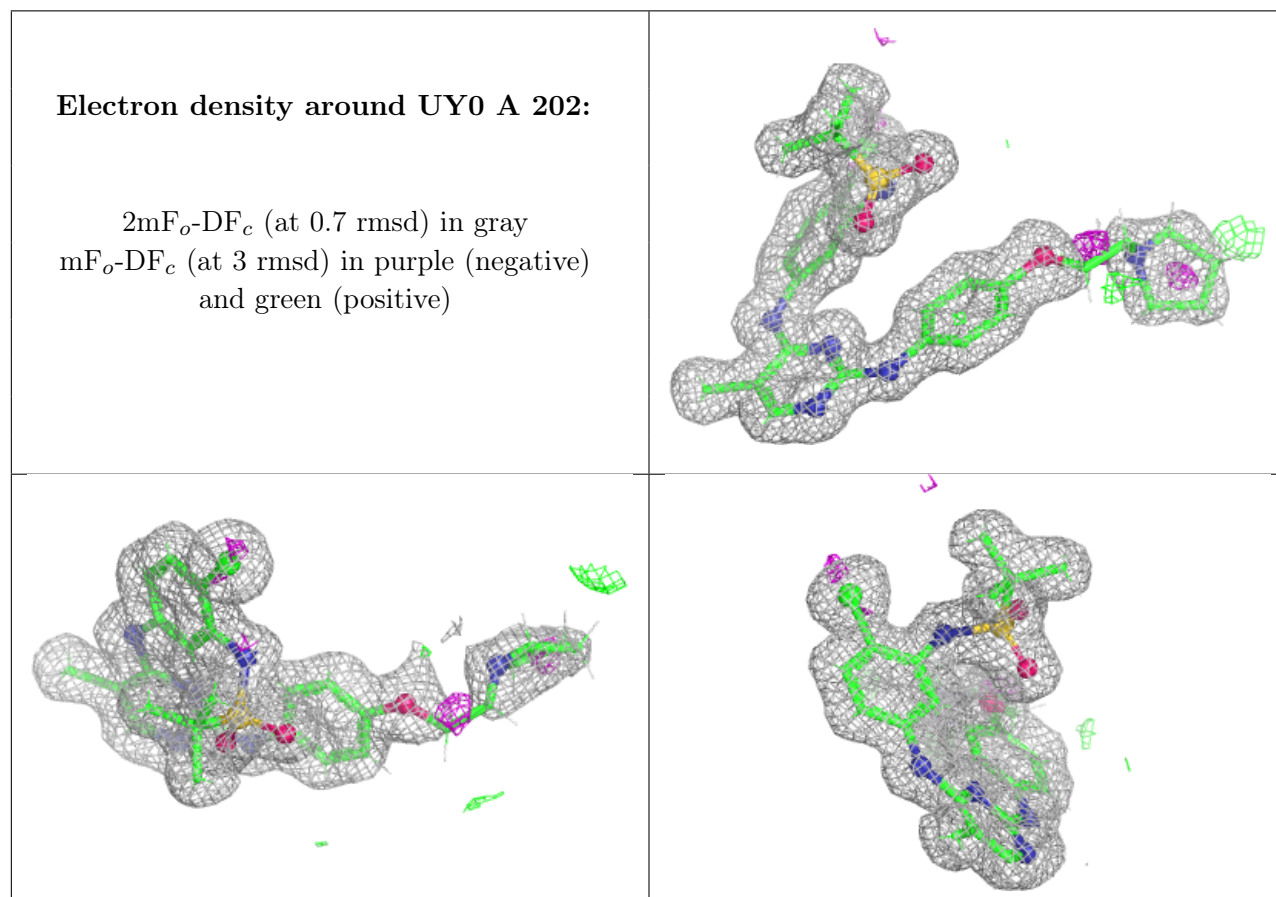 Electron density around UY0 A 202:
2mFo-DFc (at 0.7 rmsd) in gray
mFo-DFc (at 3 rmsd) in purple (negative)
and green (positive)